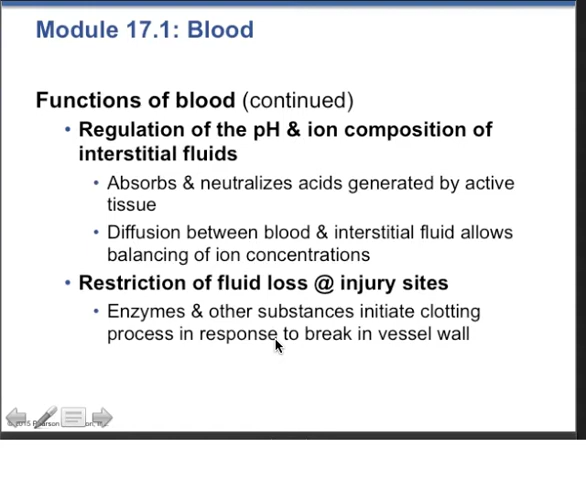 Module 17.1: Blood
Functions of blood (continued)
• Regulation of the pH & ion composition of
interstitial fluids
• Absorbs & neutralizes acids generated by active
tissue
• Diffusion between blood & interstitial fluid allows
balancing of ion concentrations
• Restriction of fluid loss @ injury sites
• Enzymes & other substances initiate clotting
process in response to break in vessel wall
© 2015